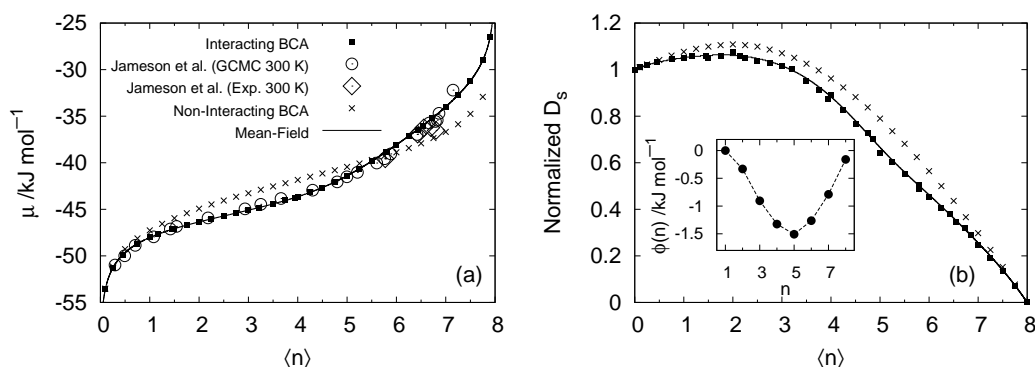 -25
-30
-35
-40
-45
-50
-55
μ /kJ mol⁻¹
Interacting BCA
Jameson et al. (GCMC 300 K)
Jameson et al. (Exp. 300 K)
Non-Interacting BCA
Mean-Field
(a)
0 1 2 3 4 5 6 7 8
⟨n⟩
1.2
1
0.8
0.6
0.4
0.2
0
Normalized Dₛ
0
-0.5
-1.0
-1.5
ϕ(n) /kJ mol⁻¹
1 3 5 7
n
(b)
0 1 2 3 4 5 6 7 8
⟨n⟩